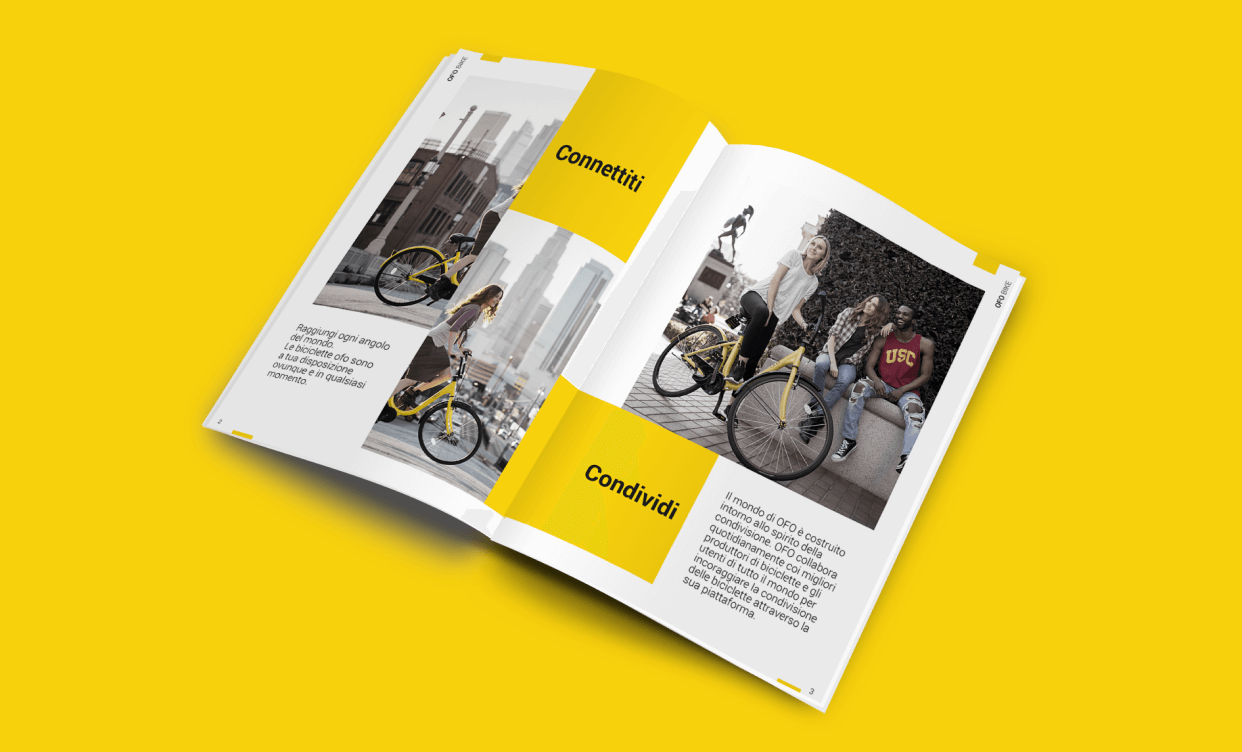 OFO BIKE
Connettiti
Raggiungi ogni angolo
del mondo.
Le biciclette ofo sono
a tua disposizione
ovunque e in qualsiasi
momento.
2
OFO BIKE
USC
Condividi
Il mondo di OFO è costruito
intorno allo spirito della
condivisione. OFO collabora
quotidianamente coi migliori
produttori di biciclette e gli
utenti di tutto il mondo per
incoraggiare la condivisione
delle biciclette attraverso la
sua piattaforma.
3